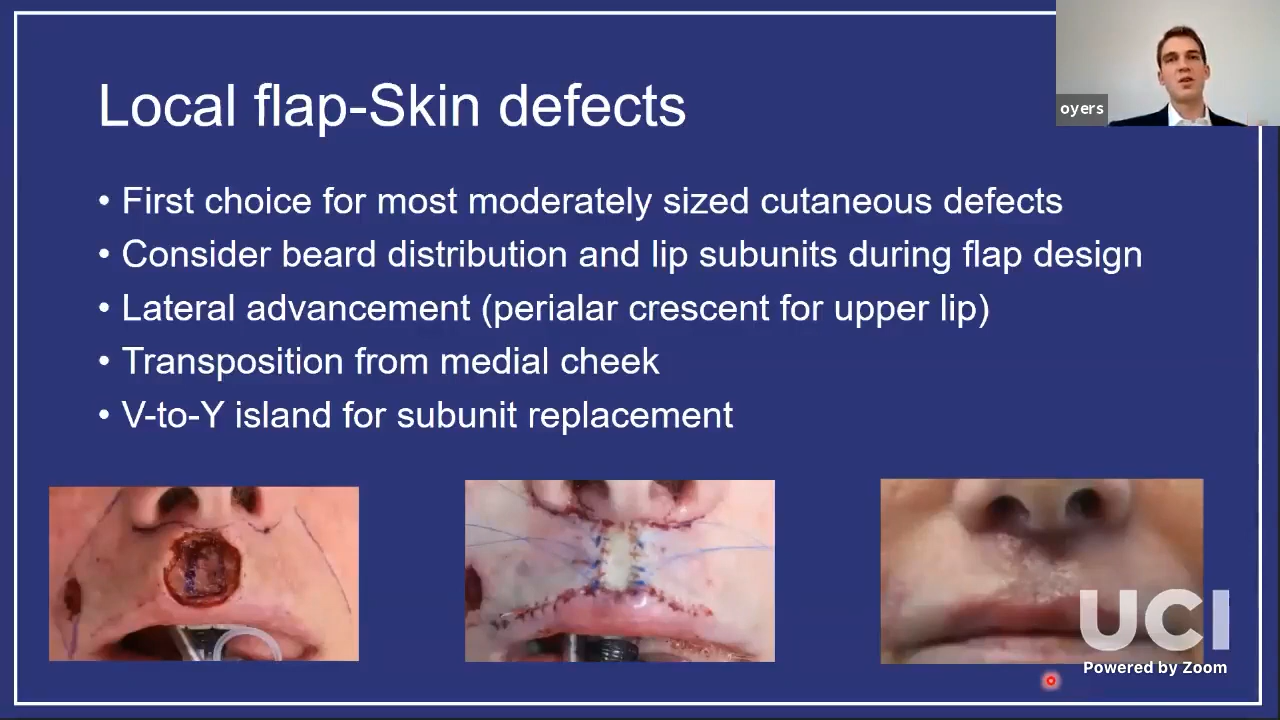 Local flap-Skin defects
oyers
• First choice for most moderately sized cutaneous defects
• Consider beard distribution and lip subunits during flap design
• Lateral advancement (perialar crescent for upper lip)
• Transposition from medial cheek
• V-to-Y island for subunit replacement
UCI
Powered by Zoom